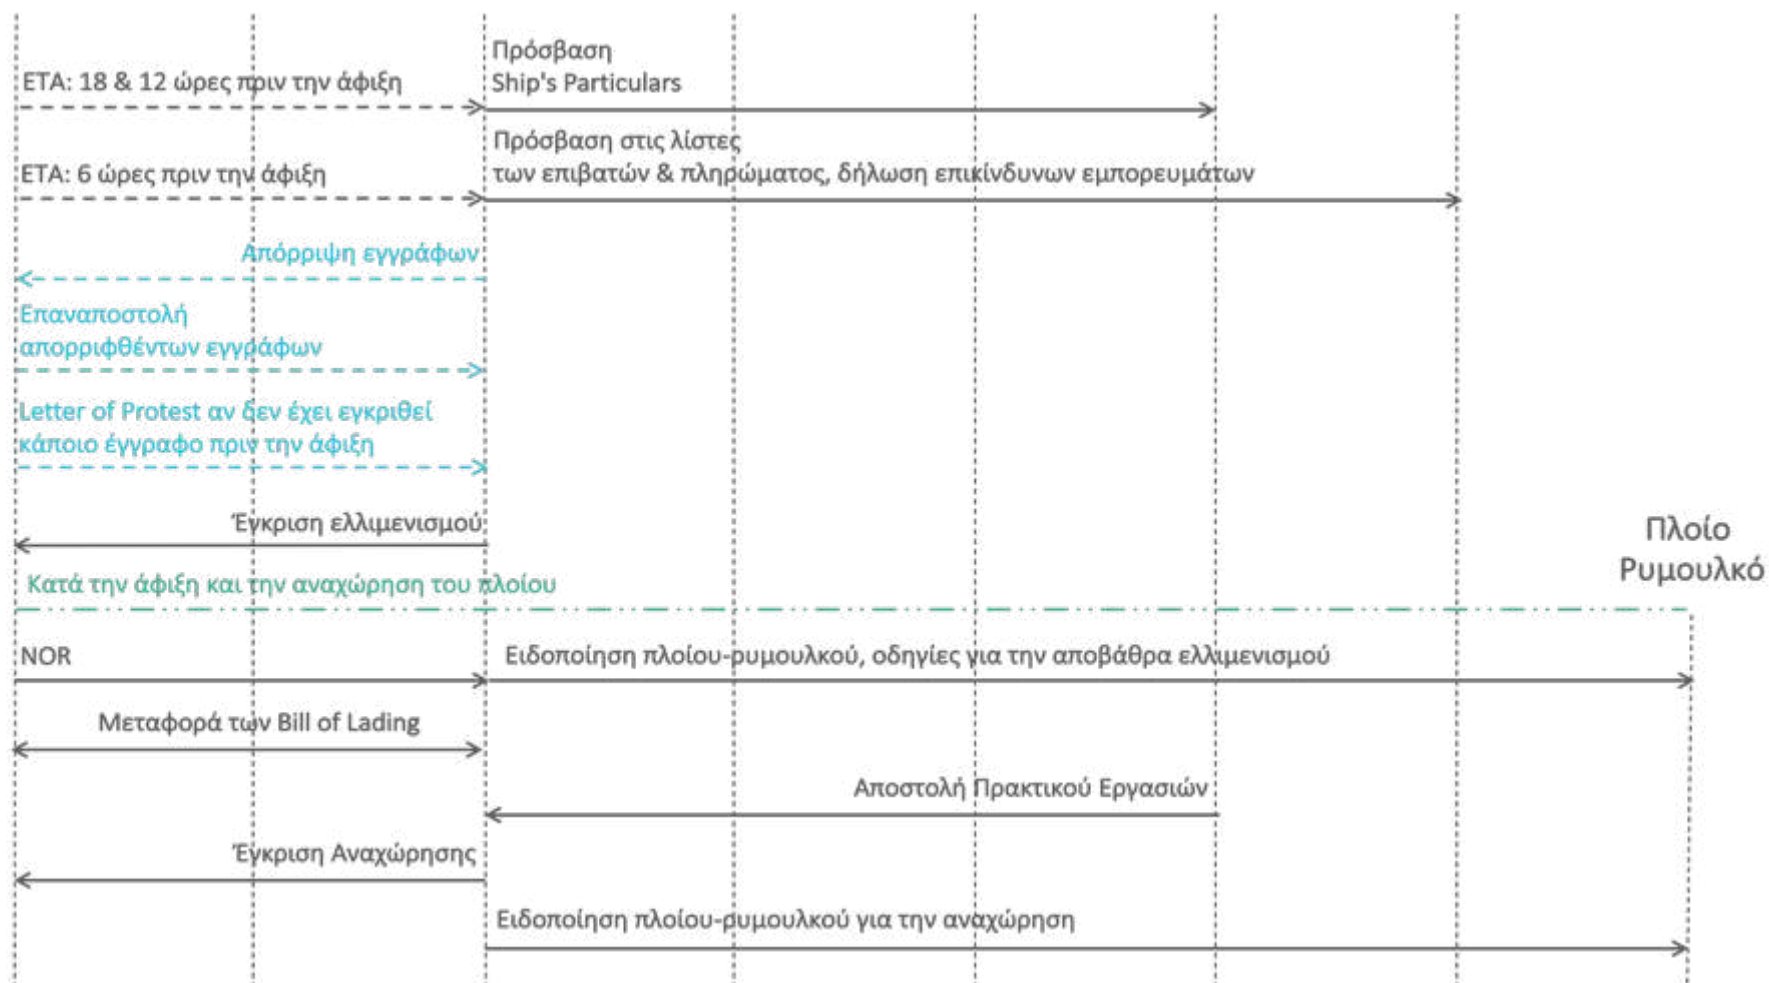 Πρόσβαση
Ship's Particulars
ETA: 18 & 12 ώρες πριν την άφιξη
Πρόσβαση στις λίστες
των επιβατών & πληρώματος, δήλωση επικίνδυνων εμπορευμάτων
ETA: 6 ώρες πριν την άφιξη
Απόρριψη εγγράφων
Επαναποστολή
απορριφθέντων εγγράφων
Letter of Protest αν δεν έχει εγκριθεί
κάποιο έγγραφο πριν την άφιξη
Έγκριση ελλιμενισμού
Πλοίο
Ρυμουλκό
Κατά την άφιξη και την αναχώρηση του πλοίου
NOR
Ειδοποίηση πλοίου-ρυμουλκού, οδηγίες για την αποβάθρα ελλιμενισμού
Μεταφορά των Bill of Lading
Αποστολή Πρακτικού Εργασιών
Έγκριση Αναχώρησης
Ειδοποίηση πλοίου-ρυμουλκού για την αναχώρηση